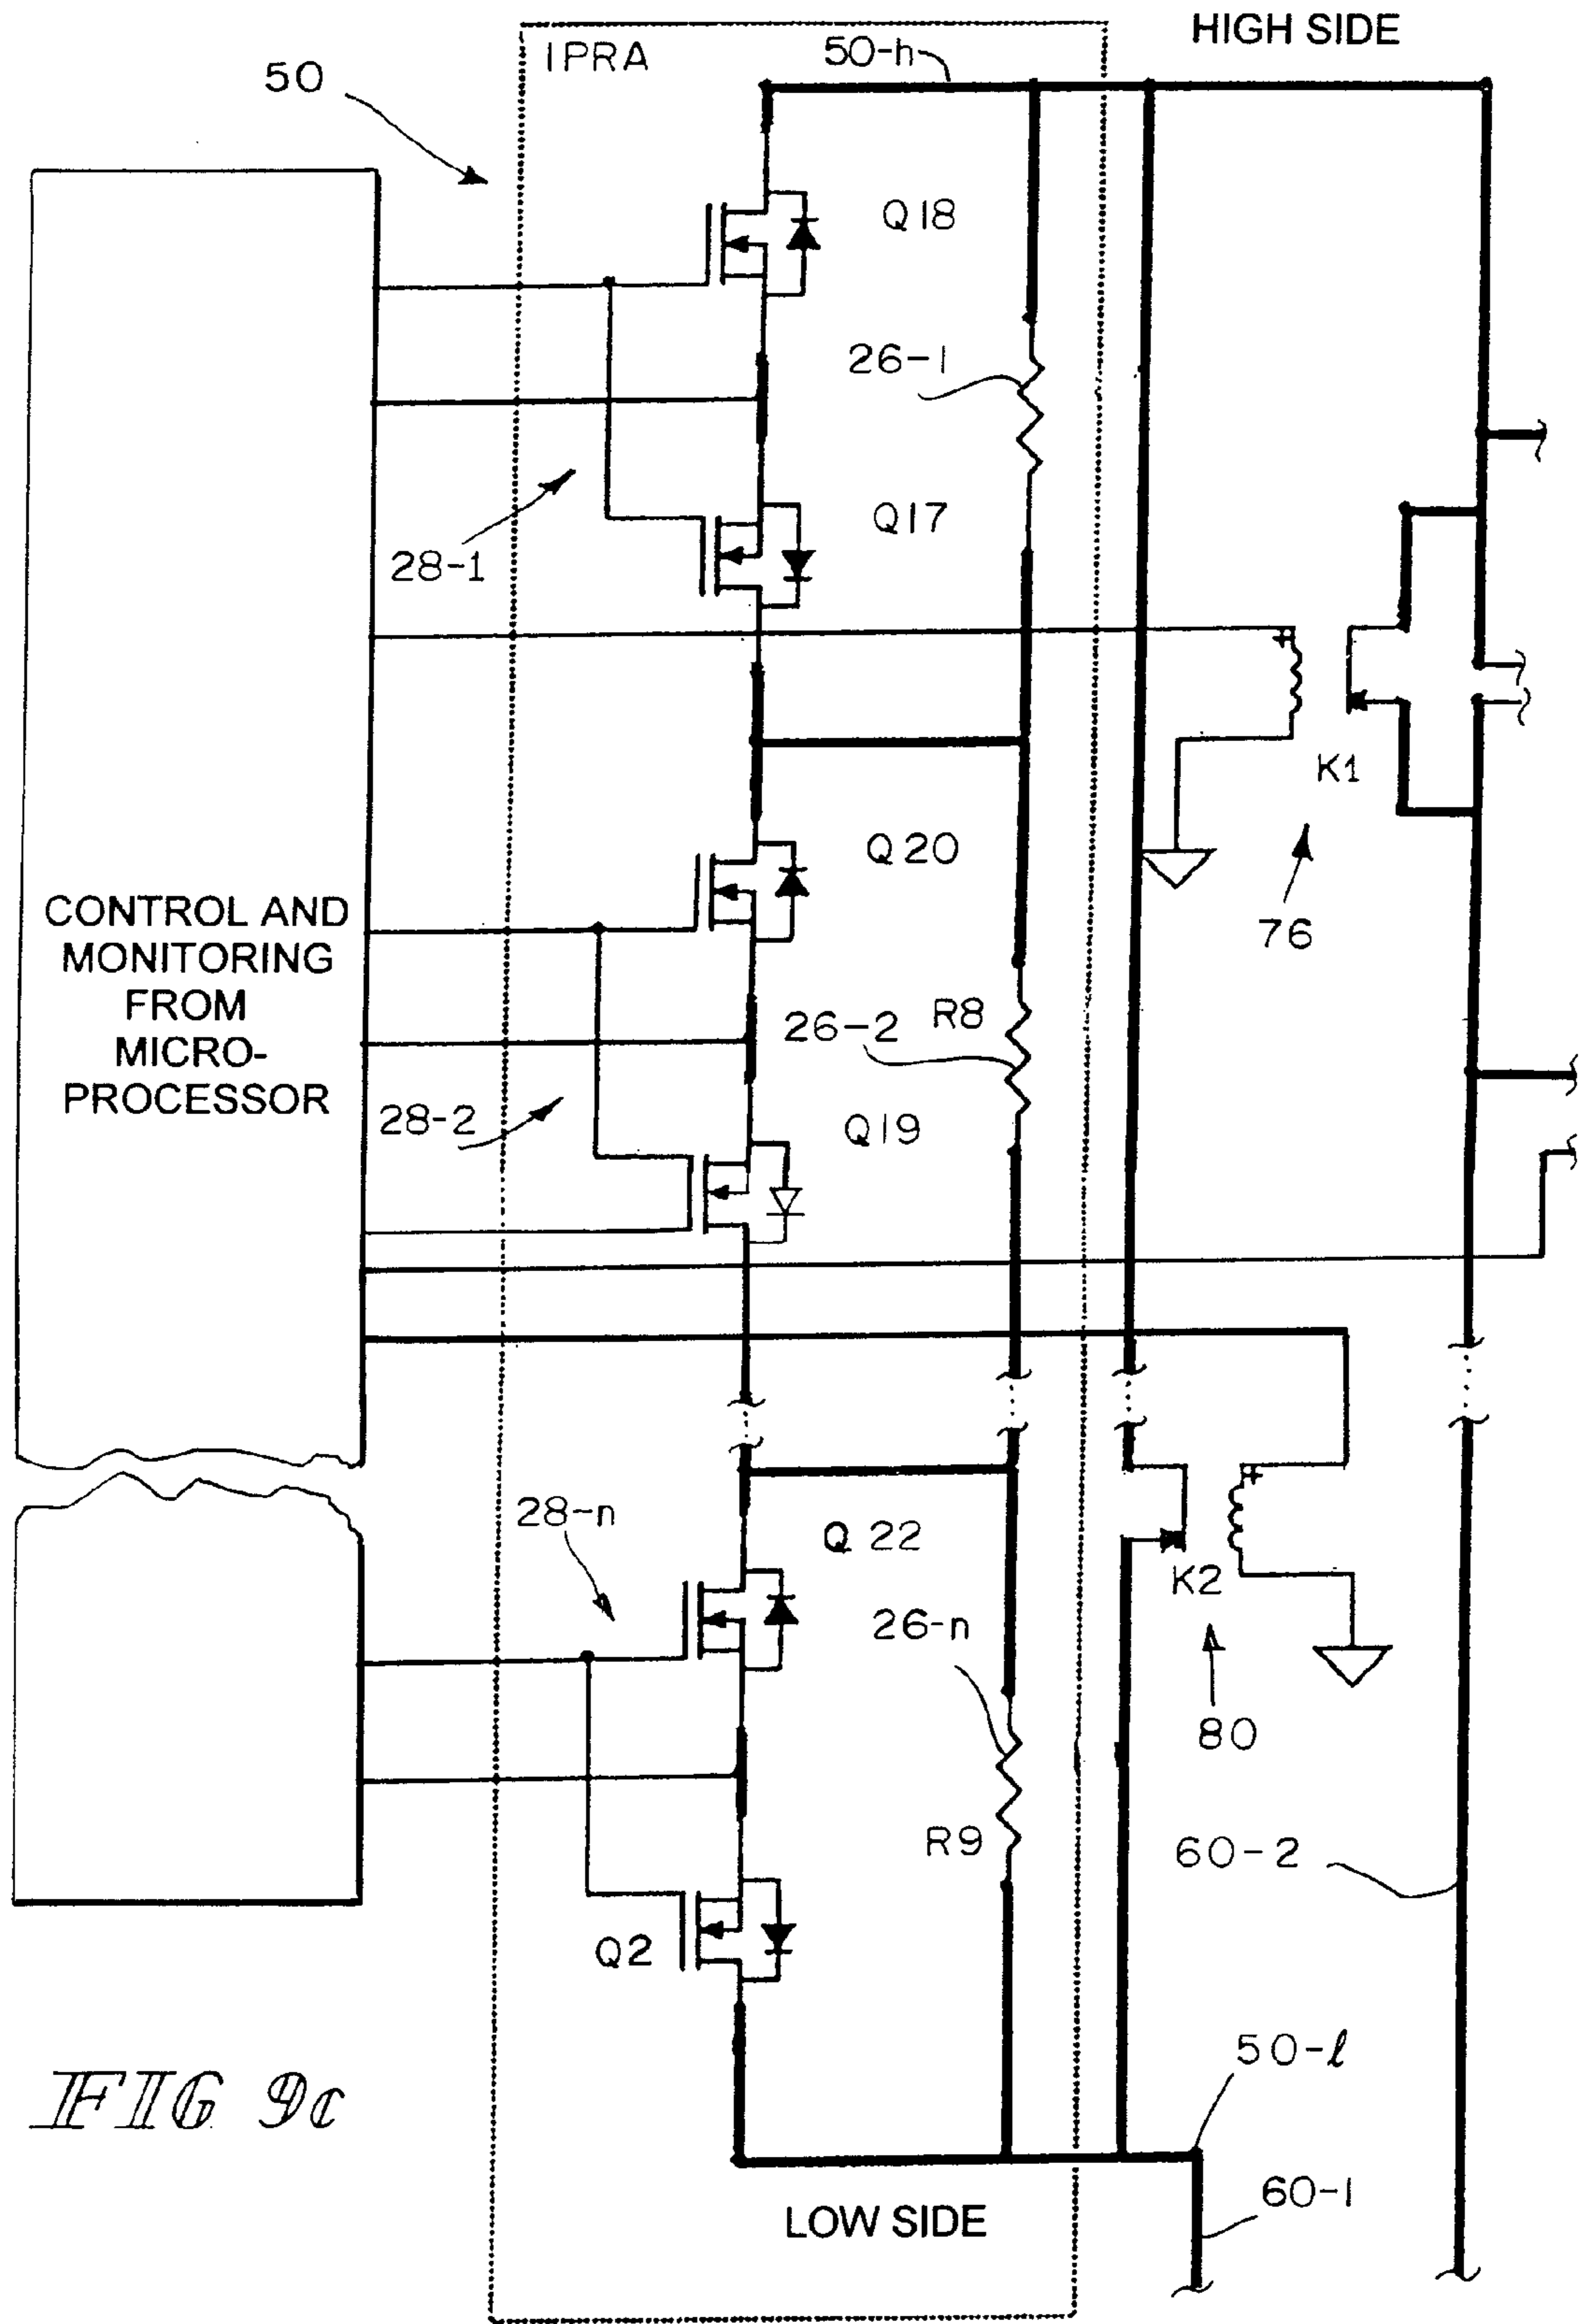 HIGH SIDE
IPRA
50-h
50
Q18
26-1
Q17
28-1
K1
76
Q20
CONTROL AND
MONITORING
FROM
MICRO-
PROCESSOR
26-2
R8
28-2
Q19
28-n
Q 22
K2
26-n
80
R9
60-2
Q2
50-ℓ
FIG 9c
60-1
LOW SIDE